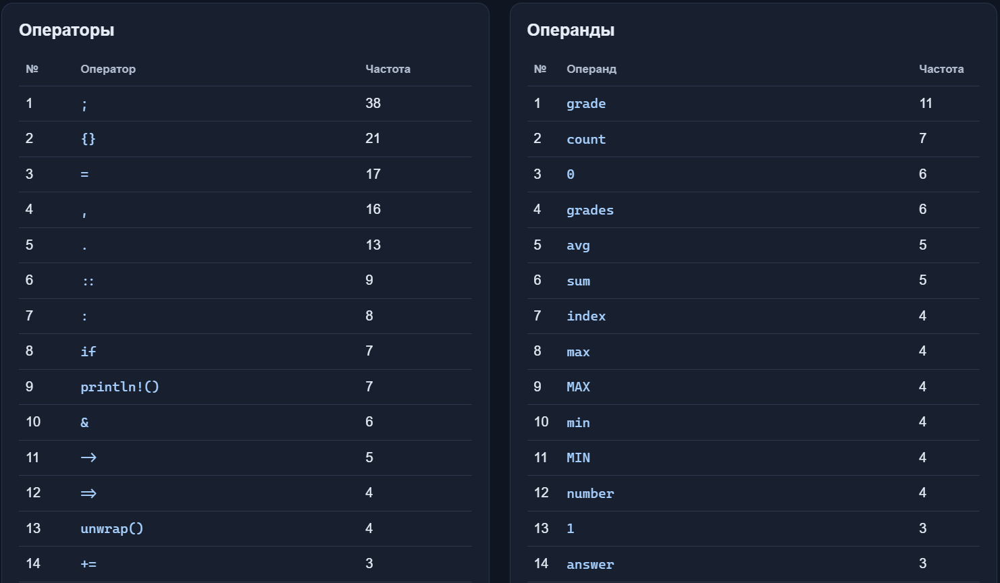 Операторы
№ Оператор Частота
1 ; 38
2 {} 21
3 = 17
4 , 16
5 . 13
6 :: 9
7 : 8
8 if 7
9 println!() 7
10 & 6
11 -> 5
12 => 4
13 unwrap() 4
14 += 3
Операнды
№ Операнд Частота
1 grade 11
2 count 7
3 0 6
4 grades 6
5 avg 5
6 sum 5
7 index 4
8 max 4
9 MAX 4
10 min 4
11 MIN 4
12 number 4
13 1 3
14 answer 3